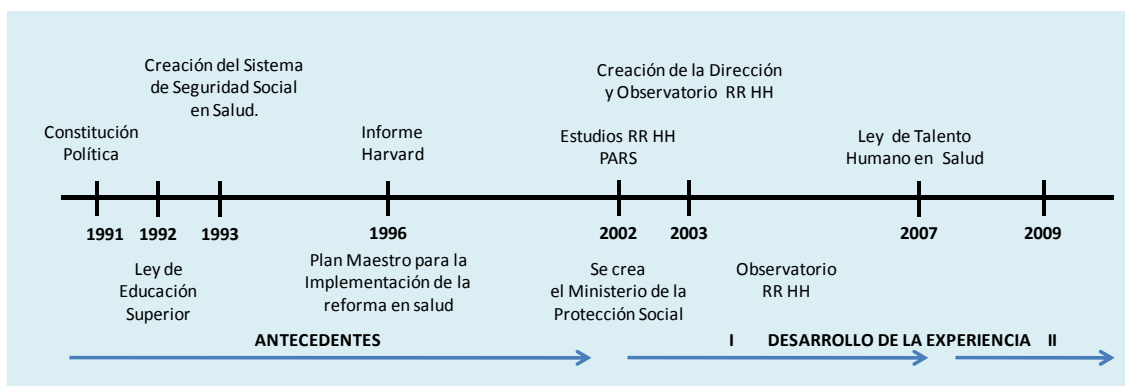 Creación del Sistema
de Seguridad Social
en Salud.
Creación de la Dirección
y Observatorio RR HH
Constitución
Política
Informe
Harvard
Estudios RR HH
PARS
Ley de Talento
Humano en Salud
1991 1992 1993 1996 2002 2003 2007 2009
Ley de
Educación
Superior
Plan Maestro para la
Implementación de la
reforma en salud
Se crea
el Ministerio de la
Protección Social
Observatorio
RR HH
ANTECEDENTES
I DESARROLLO DE LA EXPERIENCIA II